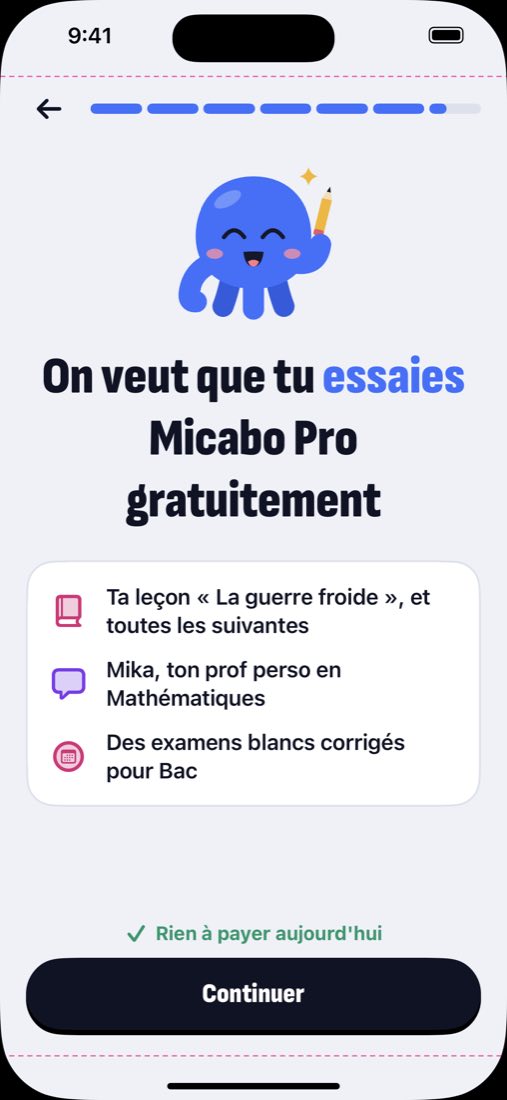 9:41
On veut que tu essaies
Micabo Pro
gratuitement
Ta leçon « La guerre froide », et
toutes les suivantes
Mika, ton prof perso en
Mathématiques
Des examens blancs corrigés
pour Bac
Rien à payer aujourd'hui
Continuer